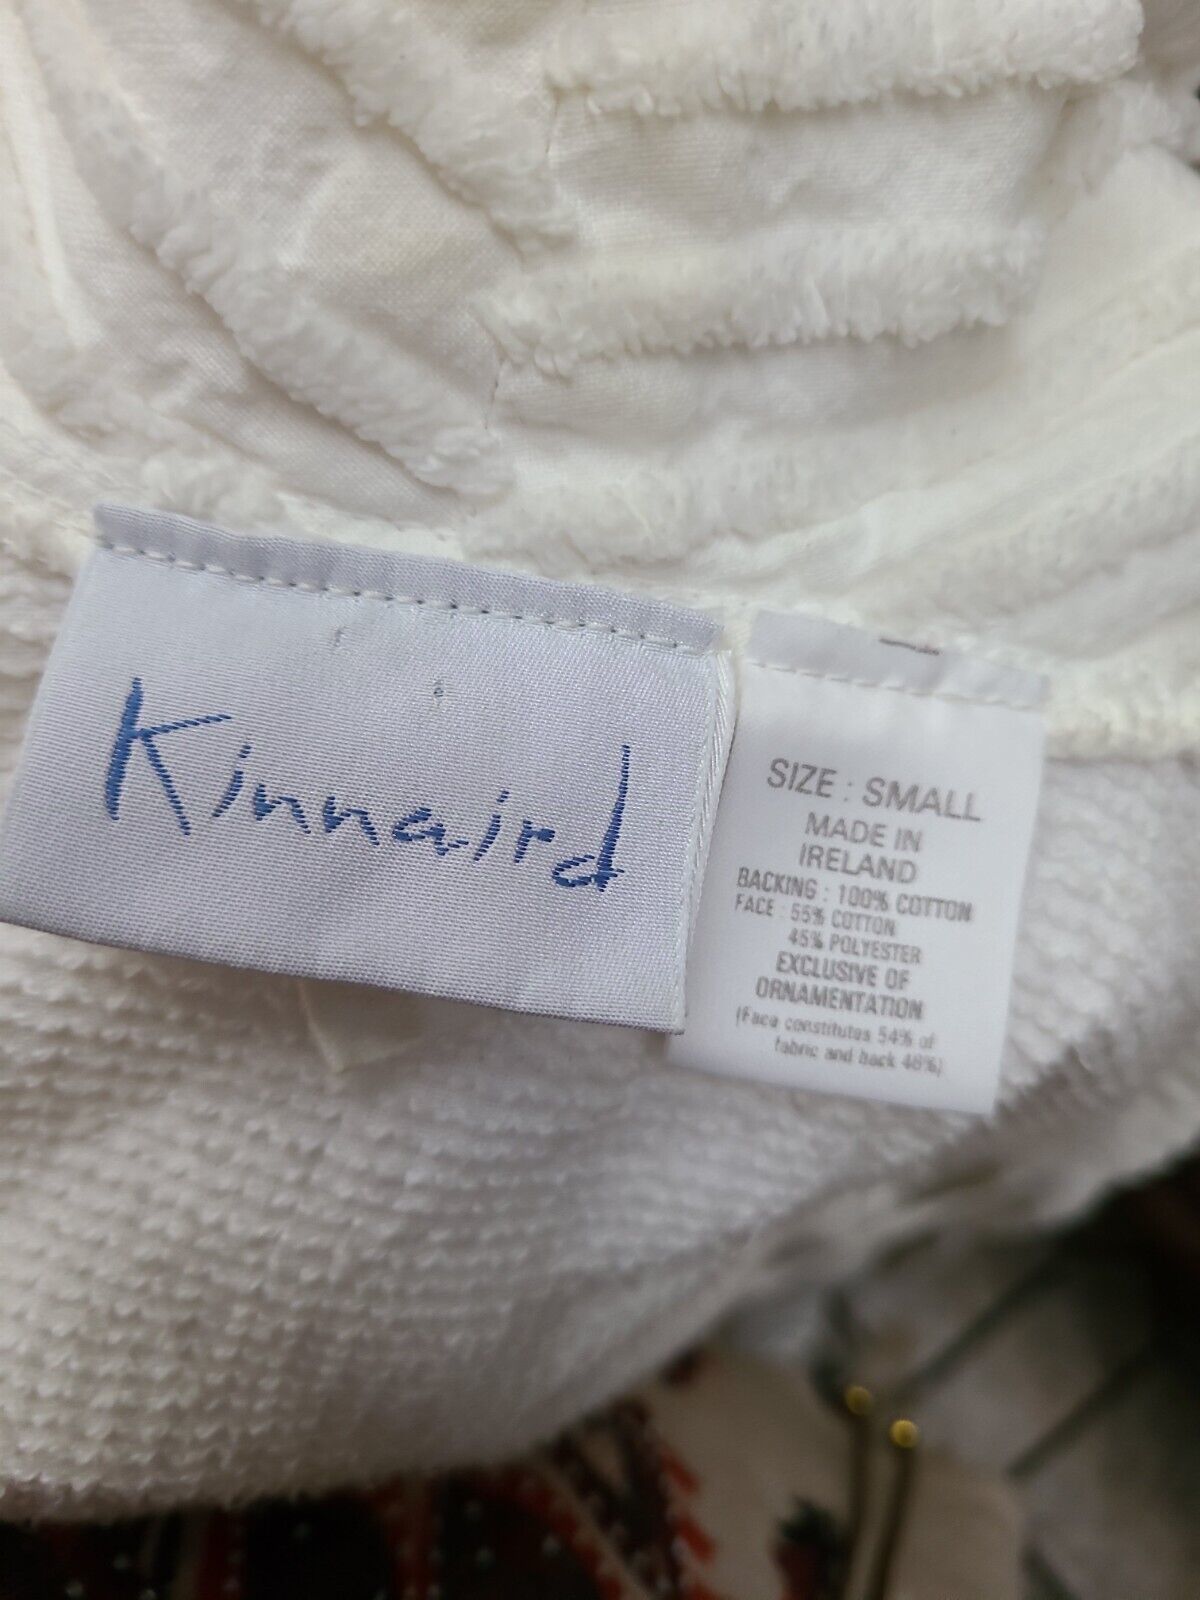 Kinnaird
SIZE : SMALL
MADE IN
IRELAND
BACKING : 100% COTTON
FACE : 55% COTTON
45% POLYESTER
EXCLUSIVE OF
ORNAMENTATION
(Face constitutes 54% of
fabric and back 46%)